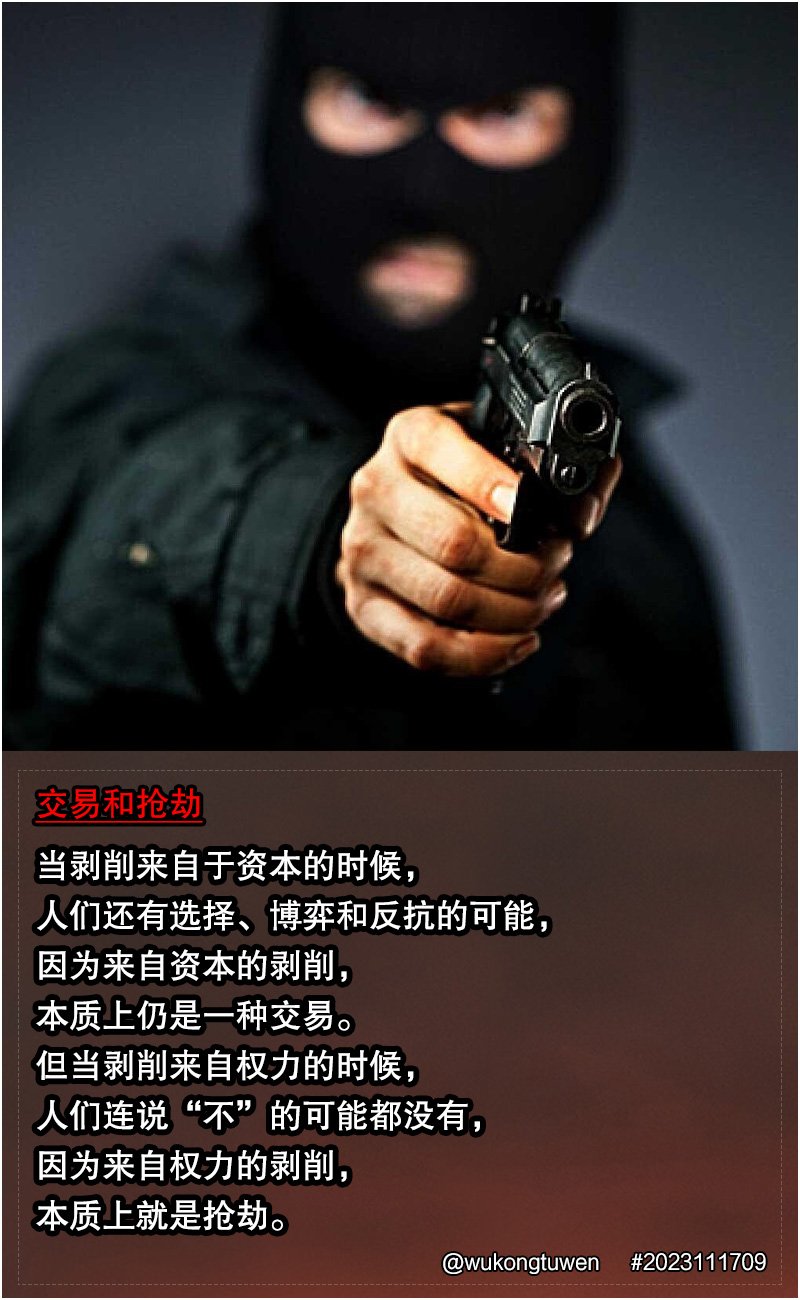 交易和抢劫
当剥削来自于资本的时候，
人们还有选择、博弈和反抗的可能，
因为来自资本的剥削，
本质上仍是一种交易。
但当剥削来自权力的时候，
人们连说“不”的可能都没有，
因为来自权力的剥削，
本质上就是抢劫。
@wukongtuwen #2023111709